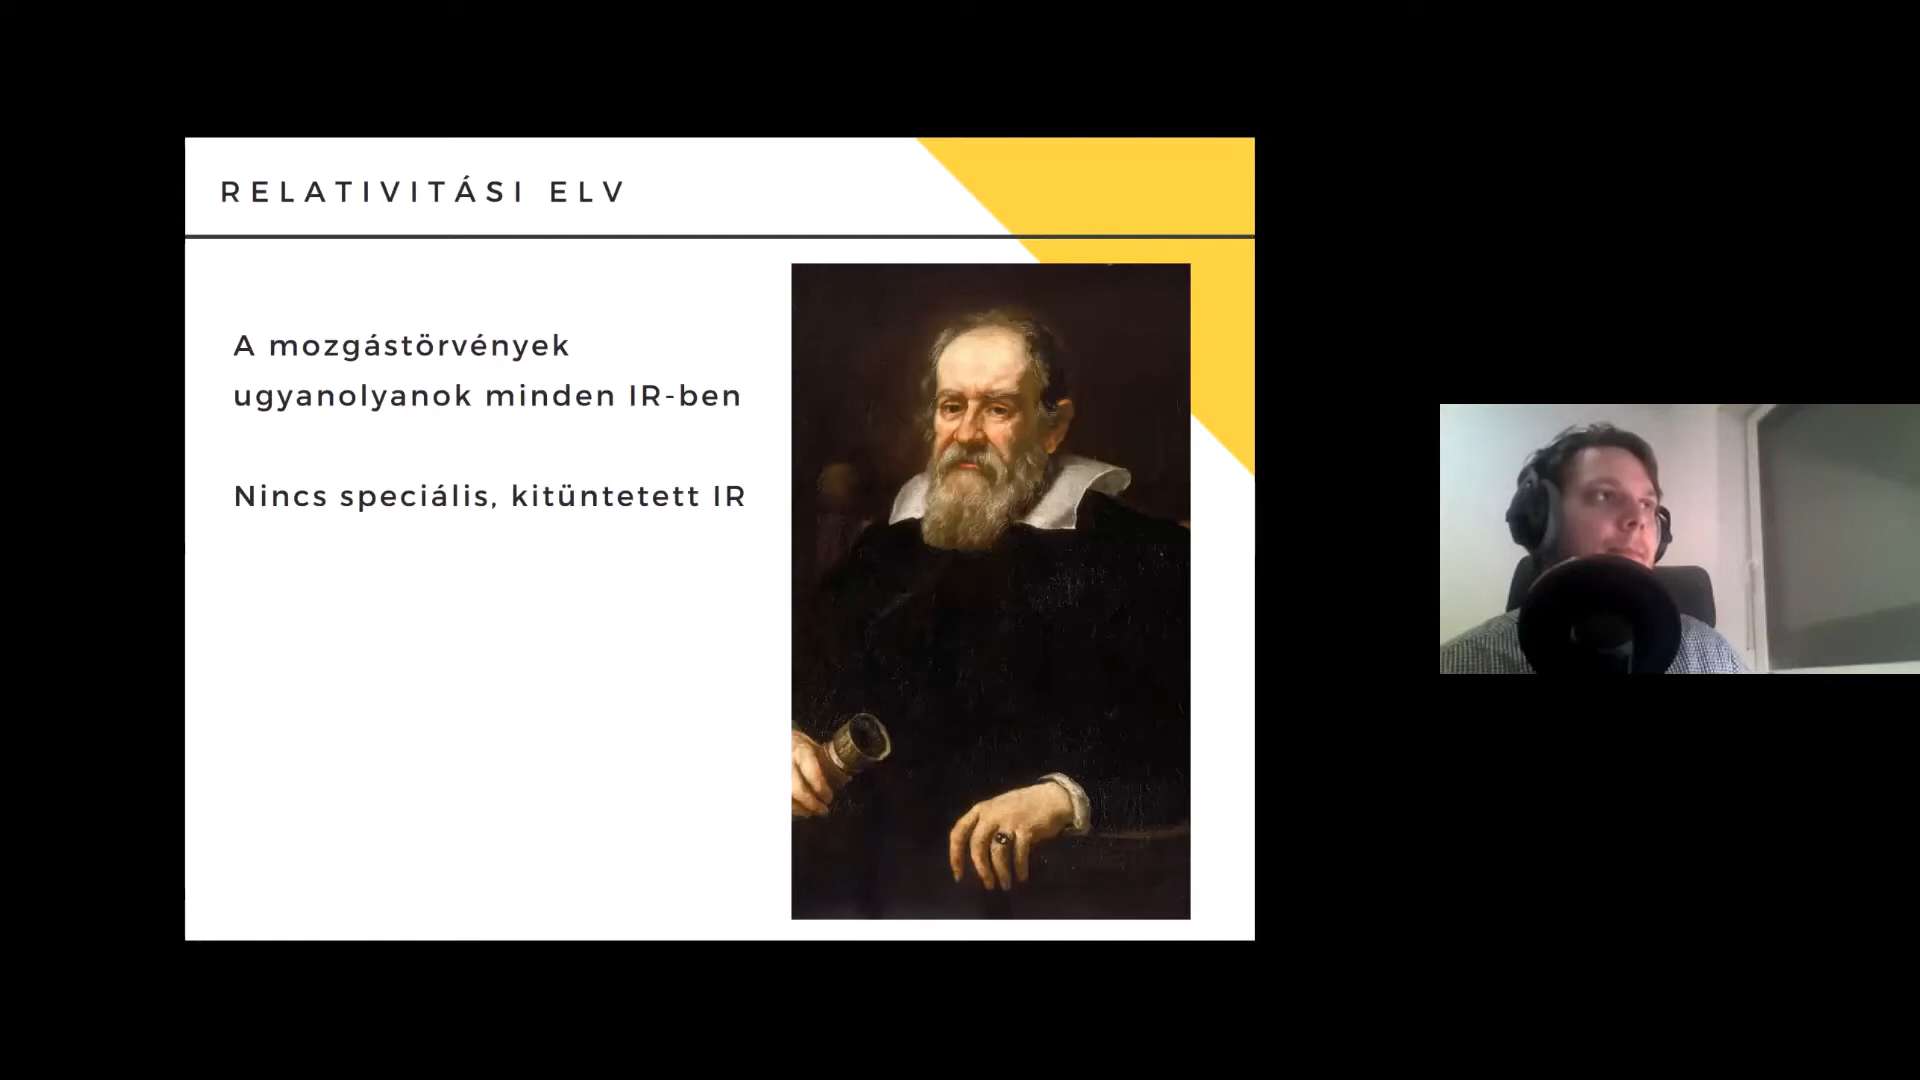 RELATIVITÁSI ELV
A mozgástörvények
ugyanolyanok minden IR-ben
Nincs speciális, kitüntetett IR